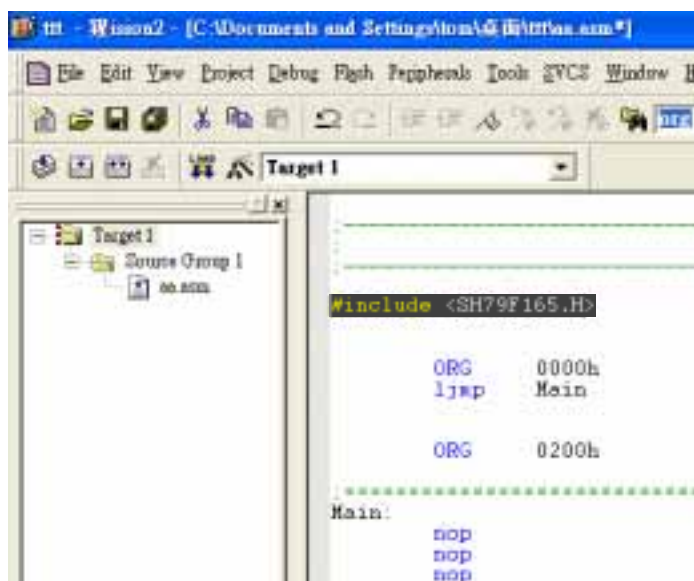 ttt - µVision2 - [C:\Documents and Settings\tom\桌面\ttt\aa.asm*]
File Edit View Project Debug Flash Peripherals Tools SVCS Window
org
Target 1
Target 1
Source Group 1
aa.asm
;================================
;
;================================
#include <SH79F165.H>
ORG 0000h
ljmp Main
ORG 0200h
;================================
Main:
nop
nop
nop